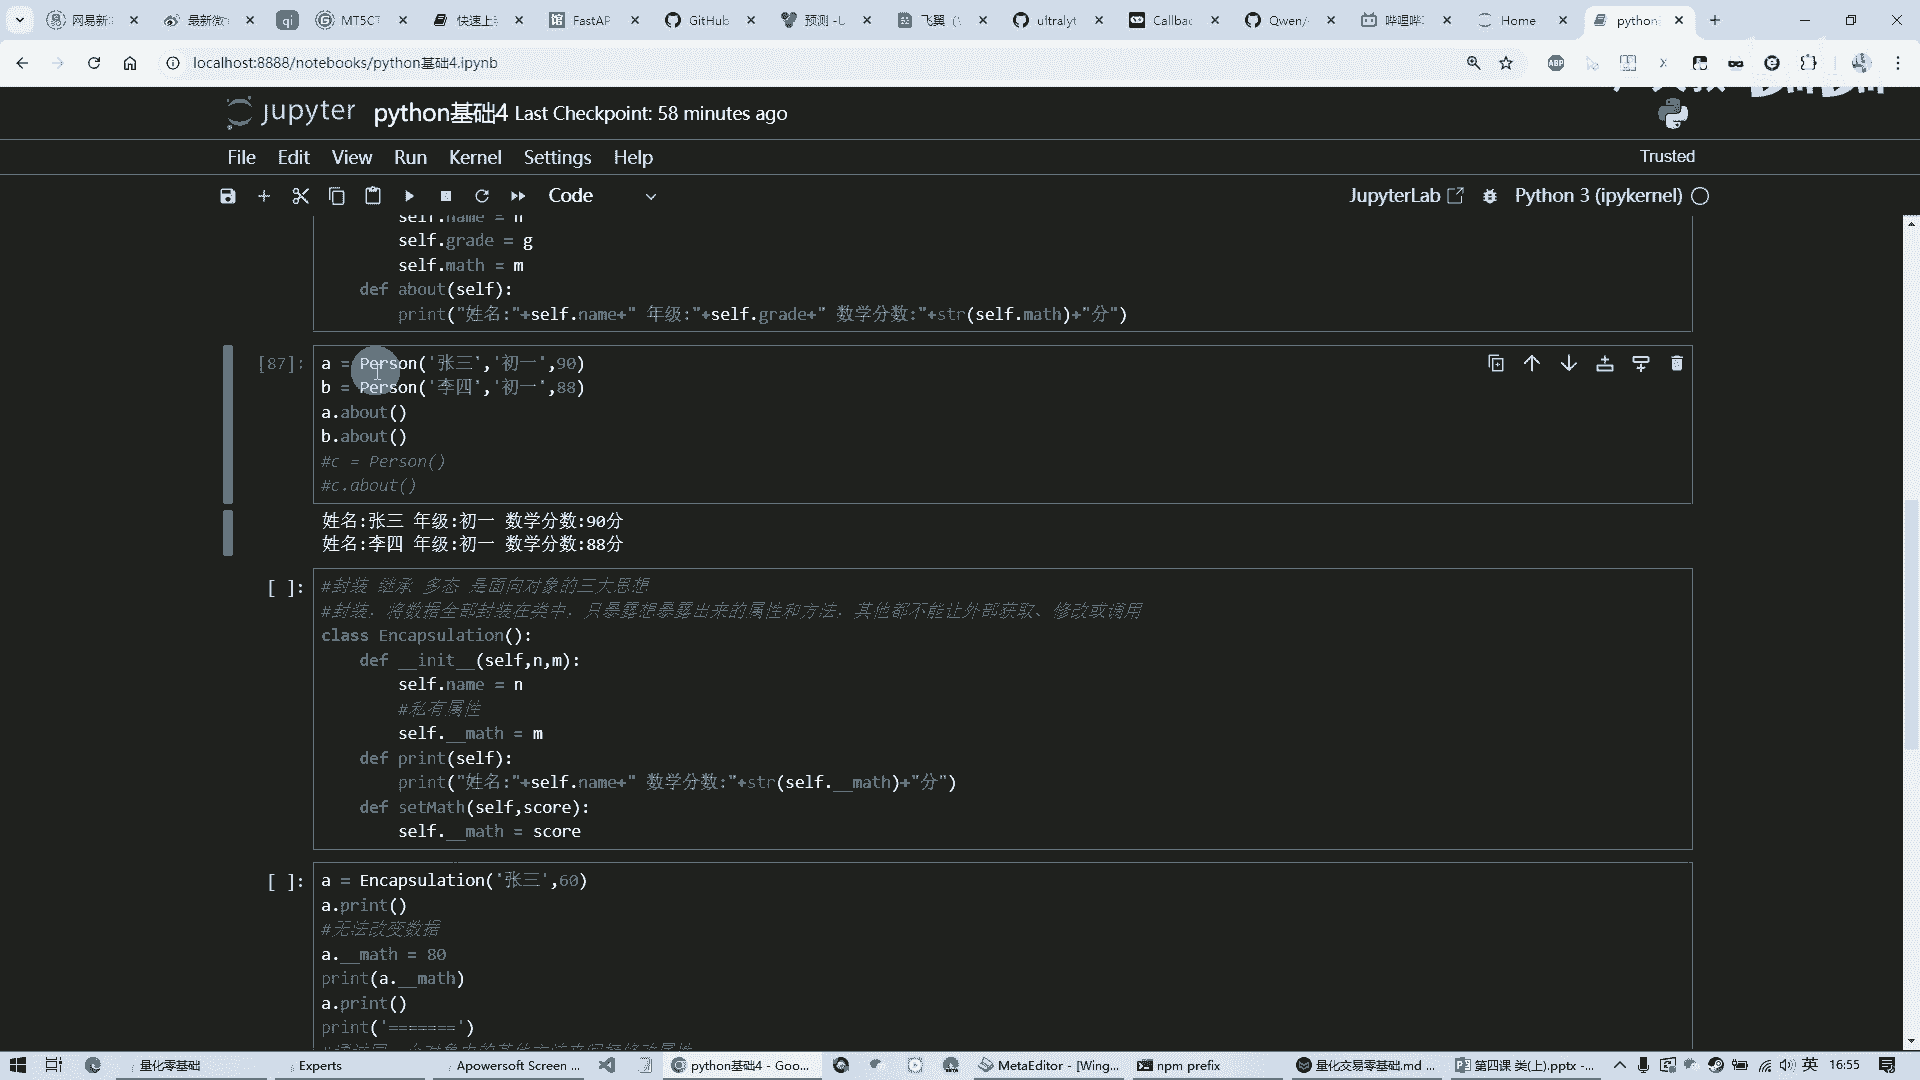 网易新
最新微
qi
MT5CT
快速上
FastAP
GitHub
预测 -U
飞翼（
ultralyt
Callbac
Qwen/
哔哩哔
Home
python
localhost:8888/notebooks/python基础4.ipynb
ABP
jupyter python基础4 Last Checkpoint: 58 minutes ago
File Edit View Run Kernel Settings Help
Trusted
Code
JupyterLab
Python 3 (ipykernel)
self.name = n
self.grade = g
self.math = m
def about(self):
print("姓名:"+self.name+" 年级:"+self.grade+" 数学分数:"+str(self.math)+"分")
[87]:
a = Person('张三','初一',90)
b = Person('李四','初一',88)
a.about()
b.about()
#c = Person()
#c.about()
姓名:张三 年级:初一 数学分数:90分
姓名:李四 年级:初一 数学分数:88分
[ ]:
#封装 继承 多态 是面向对象的三大思想
#封装. 将数据全部封装在类中. 只暴露想暴露出来的属性和方法. 其他都不能让外部获取、修改或调用
class Encapsulation():
def __init__(self,n,m):
self.name = n
#私有属性
self.__math = m
def print(self):
print("姓名:"+self.name+" 数学分数:"+str(self.__math)+"分")
def setMath(self,score):
self.__math = score
[ ]:
a = Encapsulation('张三',60)
a.print()
#无法改变数据
a.__math = 80
print(a.__math)
a.print()
print('=======')
量化零基础
Experts
Apowersoft Screen ...
python基础4 - Goo...
MetaEditor - [Wing...
npm prefix
量化交易零基础.md ...
第四课 类(上).pptx -...
英
16:55